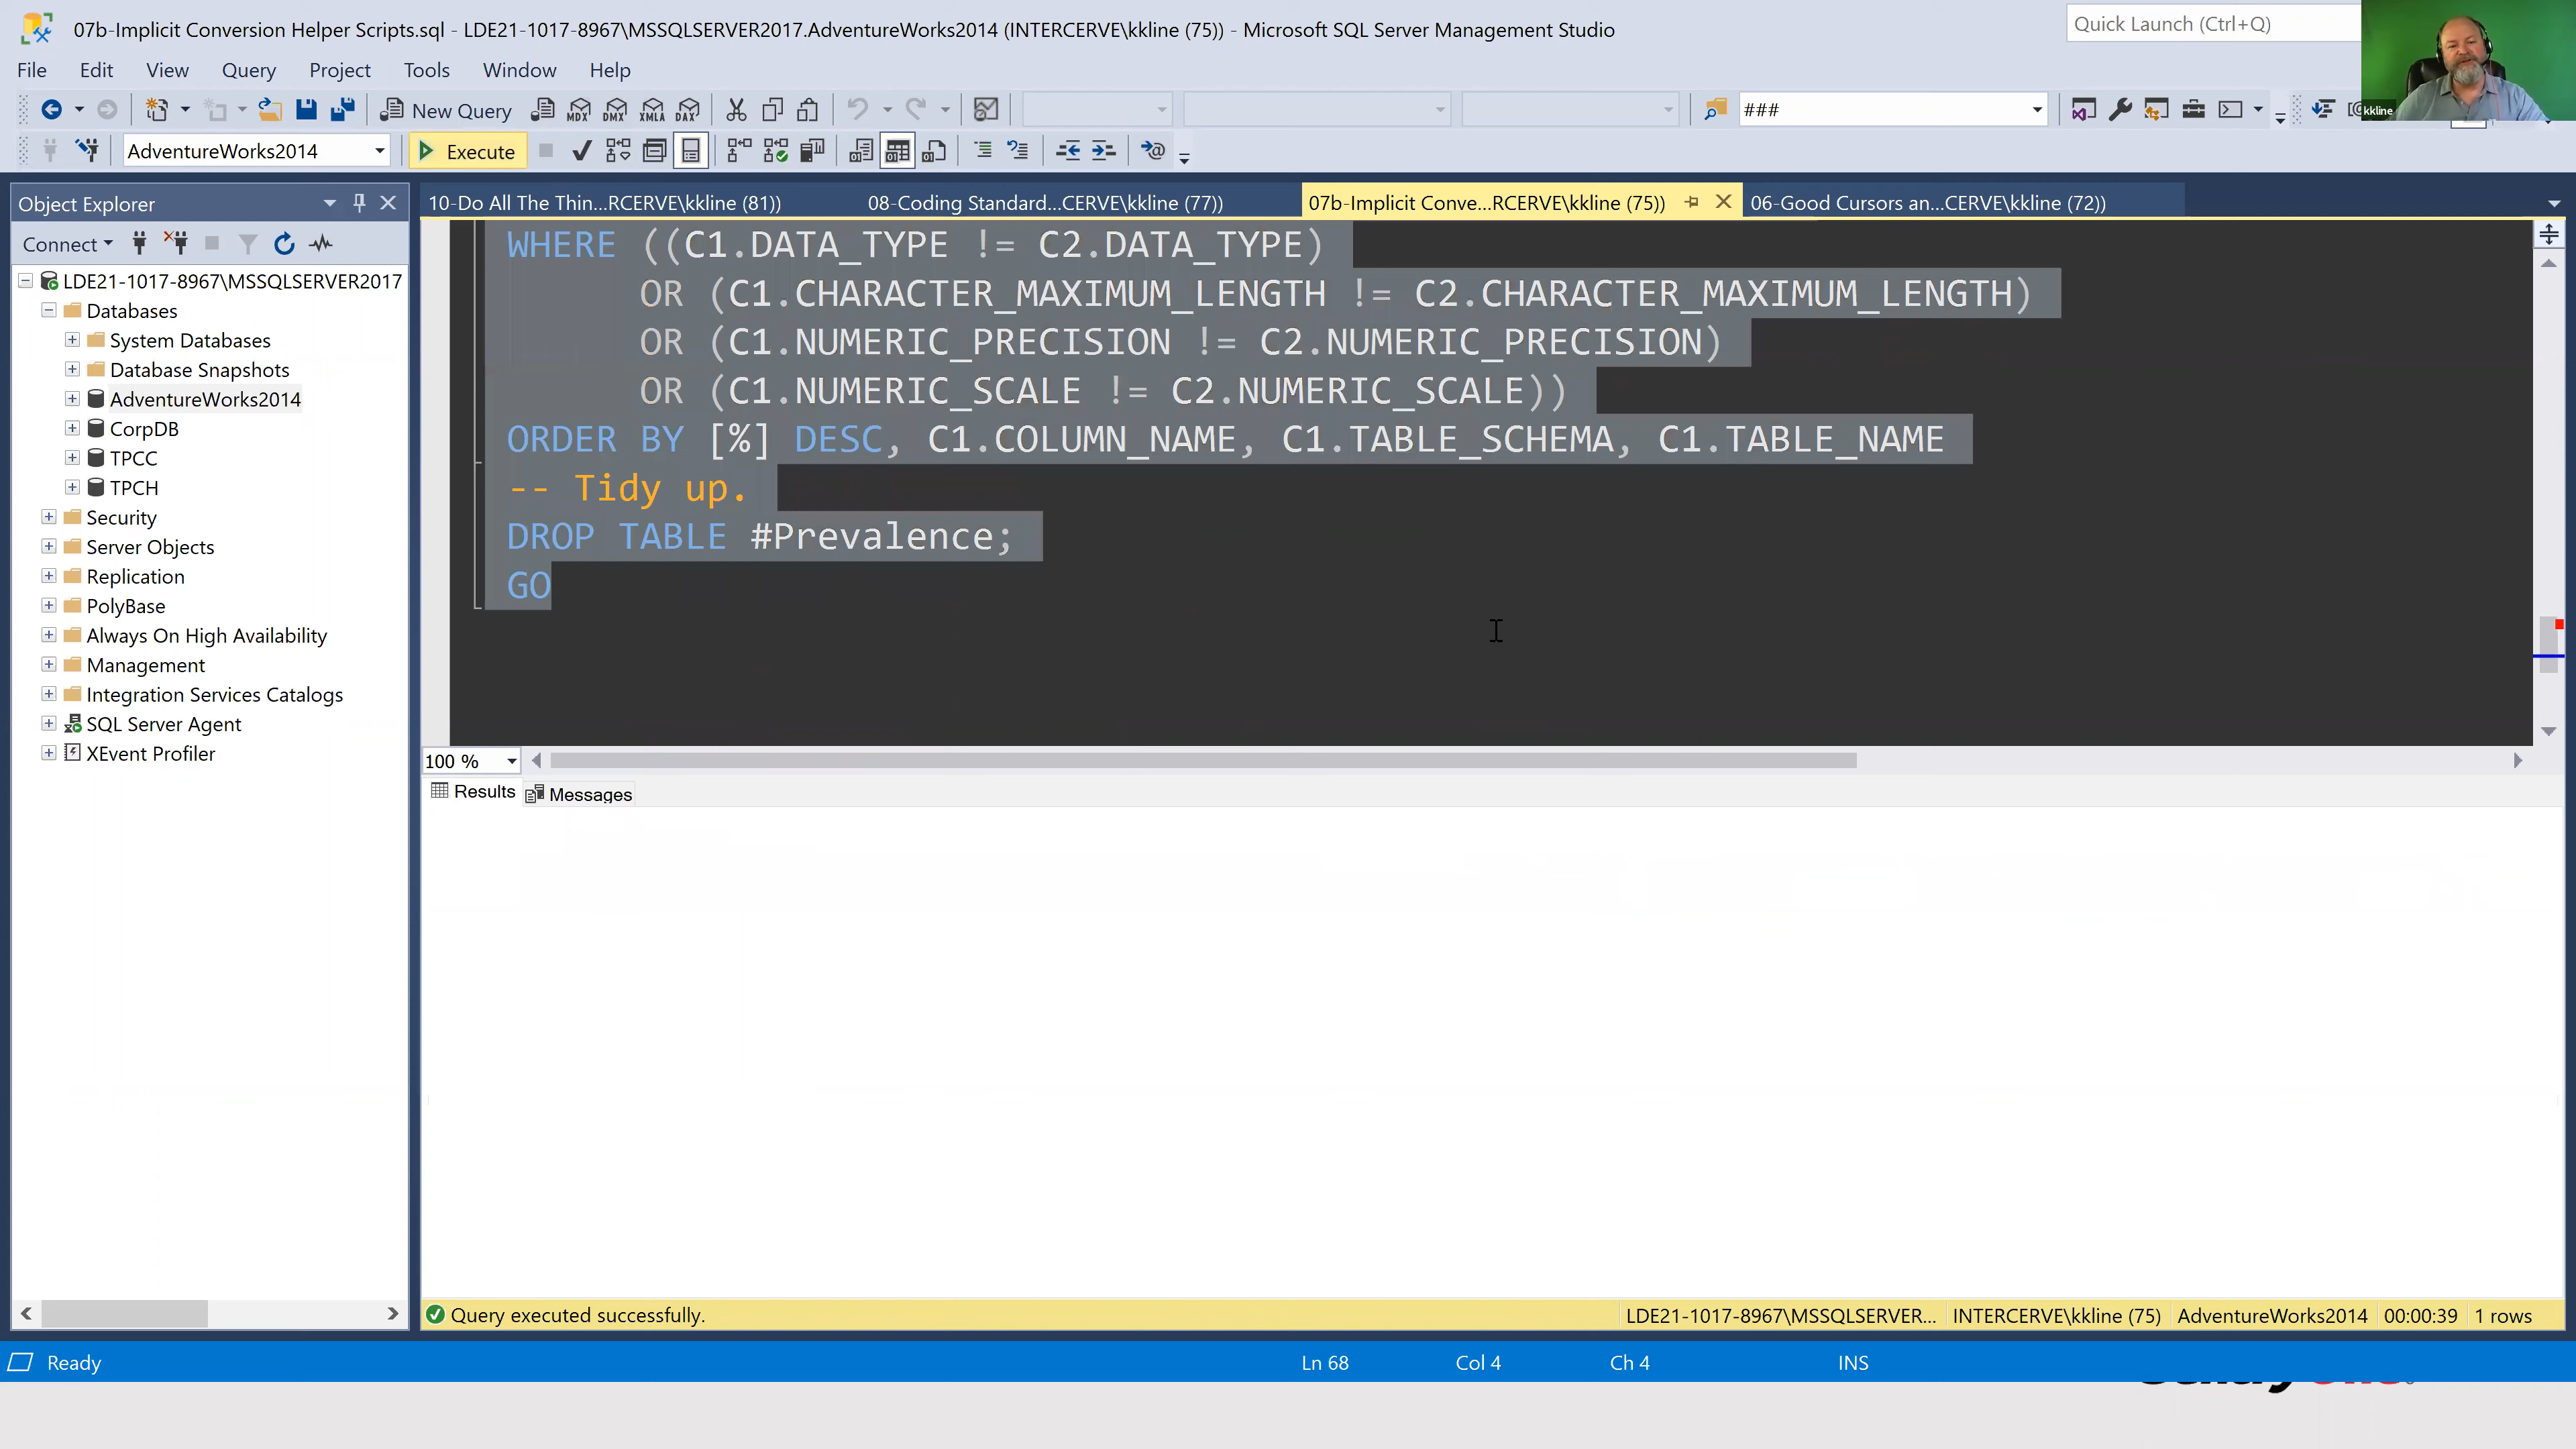 07b-Implicit Conversion Helper Scripts.sql - LDE21-1017-8967\MSSQLSERVER2017.AdventureWorks2014 (INTERCERVE\kkline (75)) - Microsoft SQL Server Management Studio
Quick Launch (Ctrl+Q)
kkline
File Edit View Query Project Tools Window Help
New Query
MDX DMX XMLA DAX
###
AdventureWorks2014
Execute
Object Explorer
10-Do All The Thin...RCERVE\kkline (81))
08-Coding Standard...CERVE\kkline (77))
07b-Implicit Conve...RCERVE\kkline (75))
06-Good Cursors an...CERVE\kkline (72))
Connect
LDE21-1017-8967\MSSQLSERVER2017
Databases
System Databases
Database Snapshots
AdventureWorks2014
CorpDB
TPCC
TPCH
Security
Server Objects
Replication
PolyBase
Always On High Availability
Management
Integration Services Catalogs
SQL Server Agent
XEvent Profiler
WHERE ((C1.DATA_TYPE != C2.DATA_TYPE)
OR (C1.CHARACTER_MAXIMUM_LENGTH != C2.CHARACTER_MAXIMUM_LENGTH)
OR (C1.NUMERIC_PRECISION != C2.NUMERIC_PRECISION)
OR (C1.NUMERIC_SCALE != C2.NUMERIC_SCALE))
ORDER BY [%] DESC, C1.COLUMN_NAME, C1.TABLE_SCHEMA, C1.TABLE_NAME
-- Tidy up.
DROP TABLE #Prevalence;
GO
100 %
Results
Messages
Query executed successfully.
LDE21-1017-8967\MSSQLSERVER...
INTERCERVE\kkline (75)
AdventureWorks2014
00:00:39
1 rows
Ready
Ln 68
Col 4
Ch 4
INS